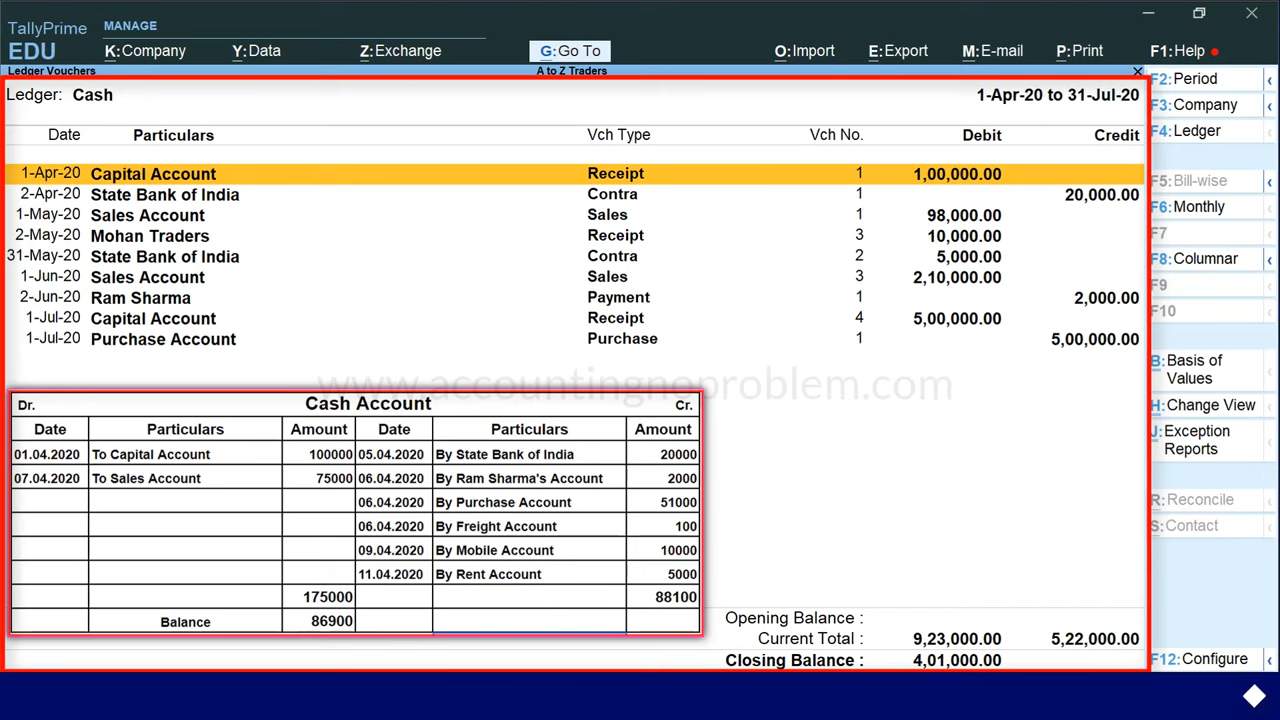 TallyPrime MANAGE
EDU K:Company Y:Data Z:Exchange G:Go To O:Import E:Export M:E-mail P:Print F1:Help
Ledger Vouchers A to Z Traders
Ledger: Cash 1-Apr-20 to 31-Jul-20
Date Particulars Vch Type Vch No. Debit Credit
1-Apr-20 Capital Account Receipt 1 1,00,000.00
2-Apr-20 State Bank of India Contra 1 20,000.00
1-May-20 Sales Account Sales 1 98,000.00
2-May-20 Mohan Traders Receipt 3 10,000.00
31-May-20 State Bank of India Contra 2 5,000.00
1-Jun-20 Sales Account Sales 3 2,10,000.00
2-Jun-20 Ram Sharma Payment 1 2,000.00
1-Jul-20 Capital Account Receipt 4 5,00,000.00
1-Jul-20 Purchase Account Purchase 1 5,00,000.00
www.accountingnoproblem.com
Dr. Cash Account Cr.
Date Particulars Amount Date Particulars Amount
01.04.2020 To Capital Account 100000 05.04.2020 By State Bank of India 20000
07.04.2020 To Sales Account 75000 06.04.2020 By Ram Sharma's Account 2000
06.04.2020 By Purchase Account 51000
06.04.2020 By Freight Account 100
09.04.2020 By Mobile Account 10000
11.04.2020 By Rent Account 5000
175000 88100
Balance 86900
Opening Balance :
Current Total : 9,23,000.00 5,22,000.00
Closing Balance : 4,01,000.00
F2:Period
F3:Company
F4:Ledger
F5:Bill-wise
F6:Monthly
F7
F8:Columnar
F9
F10
B:Basis of
Values
H:Change View
J:Exception
Reports
R:Reconcile
S:Contact
F12:Configure